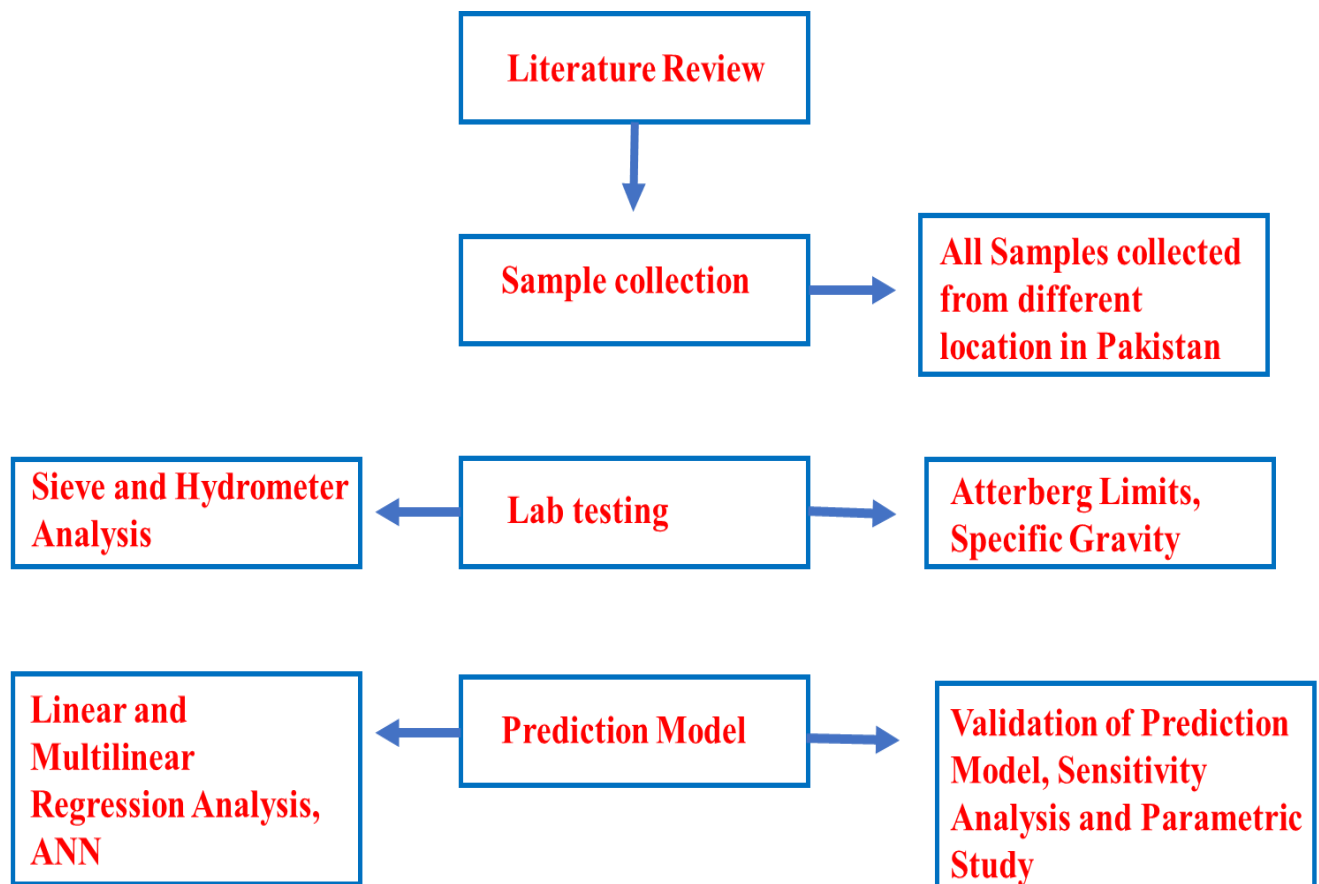 Literature Review
Sample collection
All Samples collected
from different
location in Pakistan
Sieve and Hydrometer
Analysis
Lab testing
Atterberg Limits,
Specific Gravity
Linear and
Multilinear
Regression Analysis,
ANN
Prediction Model
Validation of Prediction
Model, Sensitivity
Analysis and Parametric
Study